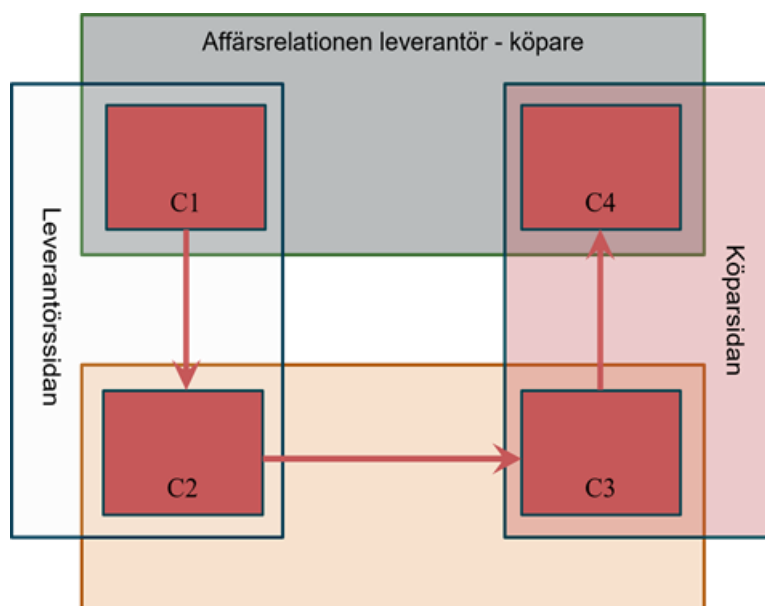 Affärsrelationen leverantör - köpare
C1
C4
Leverantörssidan
Köparsidan
C2
C3